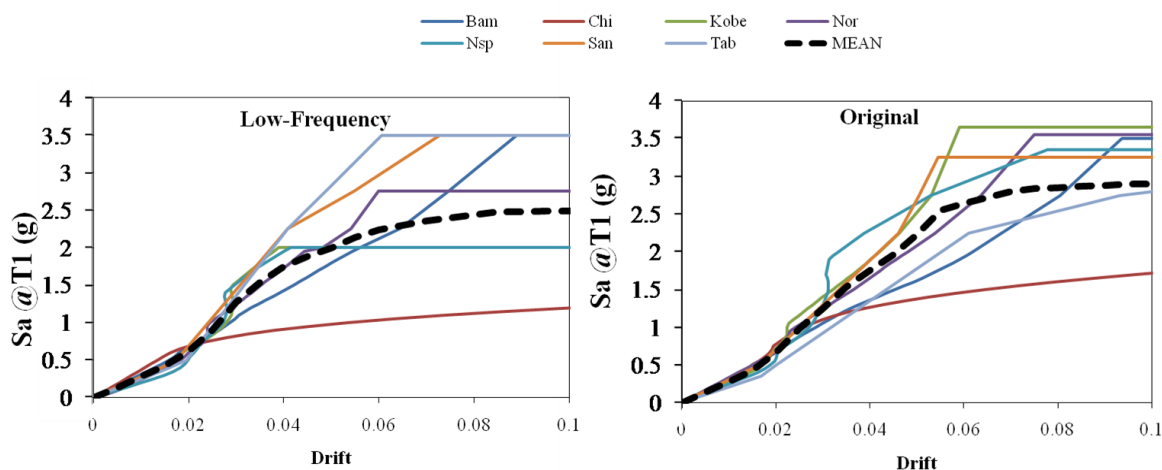 Bam Chi Kobe Nor
Nsp San Tab MEAN
Low-Frequency
Sa @T1 (g)
4
3.5
3
2.5
2
1.5
1
0.5
0
0 0.02 0.04 0.06 0.08 0.1
Drift
Original
Sa @T1 (g)
4
3.5
3
2.5
2
1.5
1
0.5
0
0 0.02 0.04 0.06 0.08 0.1
Drift